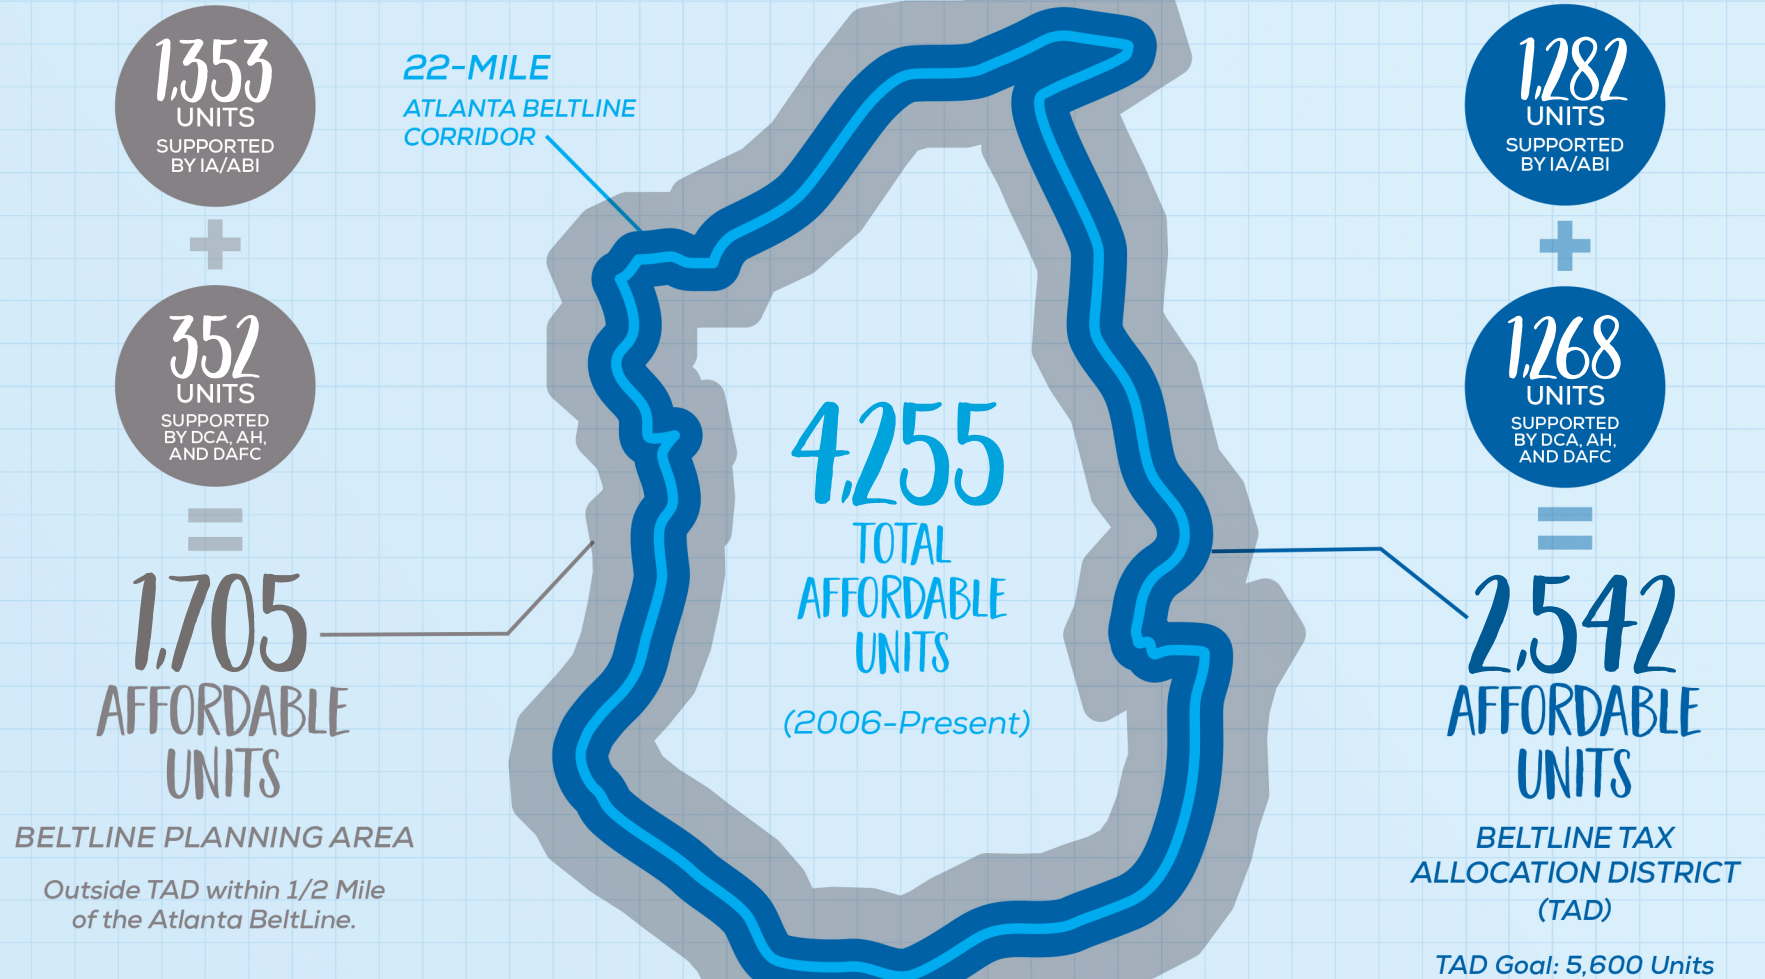 1,353
UNITS
SUPPORTED
BY IA/ABI
+
352
UNITS
SUPPORTED
BY DCA, AH,
AND DAFC
=
1,705
AFFORDABLE
UNITS
BELTLINE PLANNING AREA
Outside TAD within 1/2 Mile
of the Atlanta BeltLine.
22-MILE
ATLANTA BELTLINE
CORRIDOR
4,255
TOTAL
AFFORDABLE
UNITS
(2006-Present)
1,282
UNITS
SUPPORTED
BY IA/ABI
+
1,268
UNITS
SUPPORTED
BY DCA, AH,
AND DAFC
=
2,542
AFFORDABLE
UNITS
BELTLINE TAX
ALLOCATION DISTRICT
(TAD)
TAD Goal: 5,600 Units